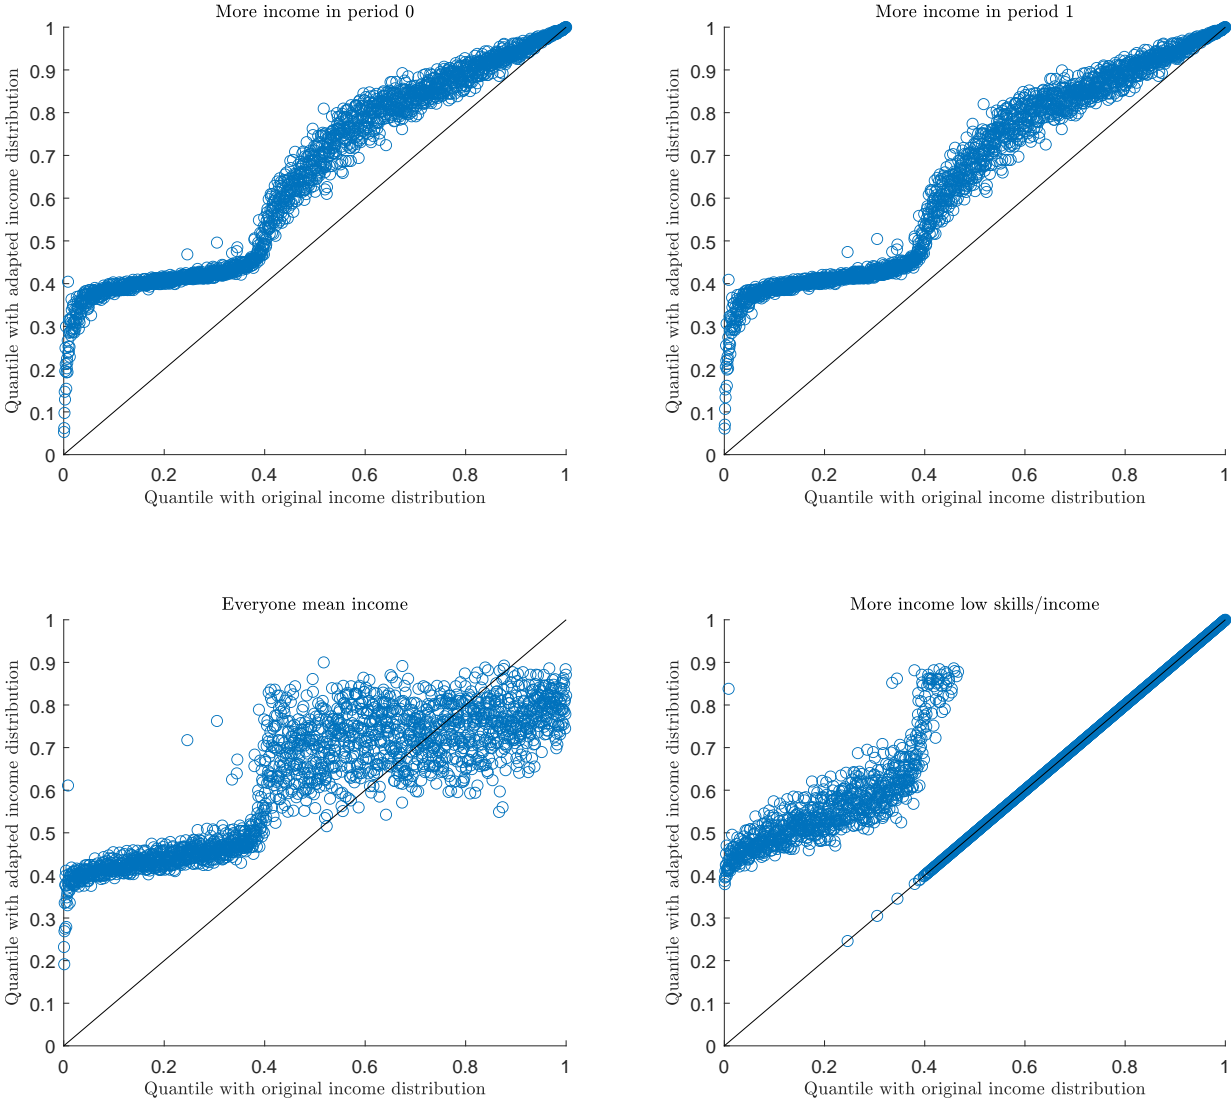 More income in period 0
1
0.9
0.8
0.7
0.6
0.5
0.4
0.3
0.2
0.1
0
Quantile with adapted income distribution
0 0.2 0.4 0.6 0.8 1
Quantile with original income distribution
More income in period 1
1
0.9
0.8
0.7
0.6
0.5
0.4
0.3
0.2
0.1
0
Quantile with adapted income distribution
0 0.2 0.4 0.6 0.8 1
Quantile with original income distribution
Everyone mean income
1
0.9
0.8
0.7
0.6
0.5
0.4
0.3
0.2
0.1
0
Quantile with adapted income distribution
0 0.2 0.4 0.6 0.8 1
Quantile with original income distribution
More income low skills/income
1
0.9
0.8
0.7
0.6
0.5
0.4
0.3
0.2
0.1
0
Quantile with adapted income distribution
0 0.2 0.4 0.6 0.8 1
Quantile with original income distribution